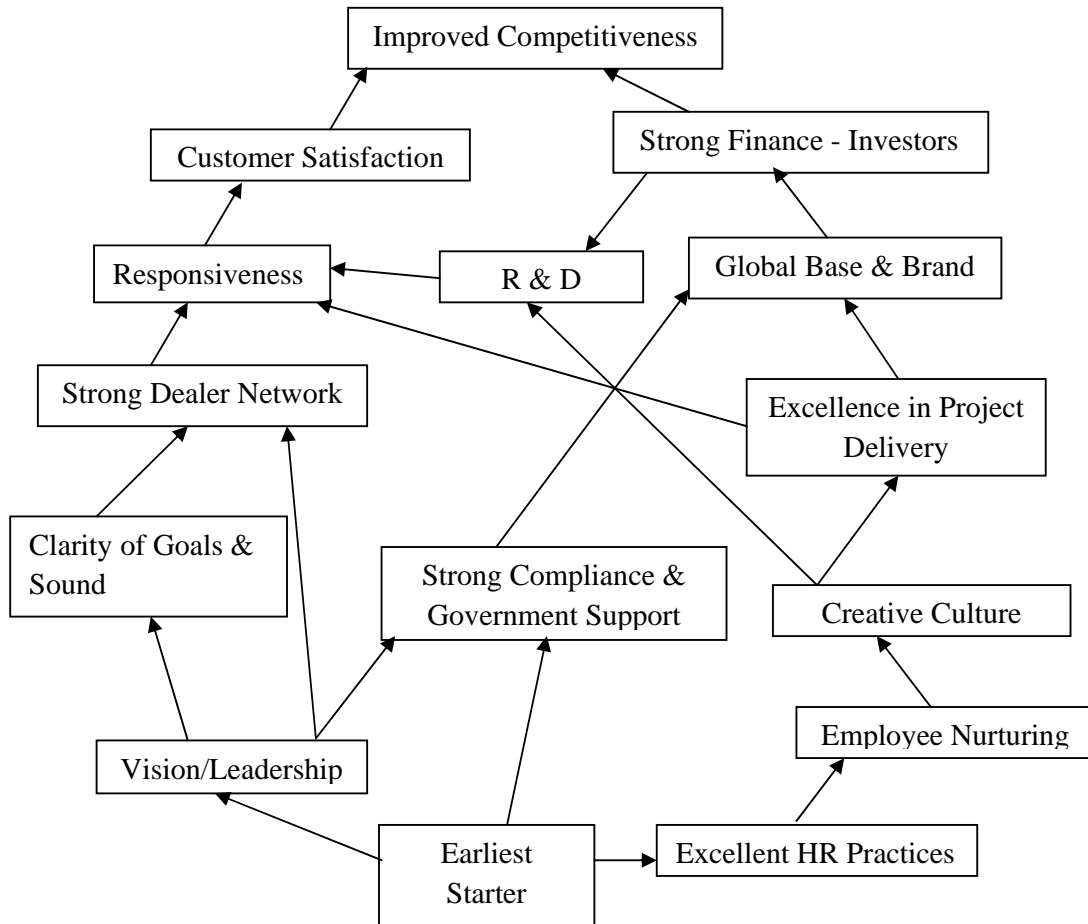 Improved Competitiveness
Strong Finance - Investors
Customer Satisfaction
Responsiveness
R & D
Global Base & Brand
Strong Dealer Network
Excellence in Project
Delivery
Clarity of Goals &
Sound
Strong Compliance &
Government Support
Creative Culture
Employee Nurturing
Vision/Leadership
Earliest
Starter
Excellent HR Practices